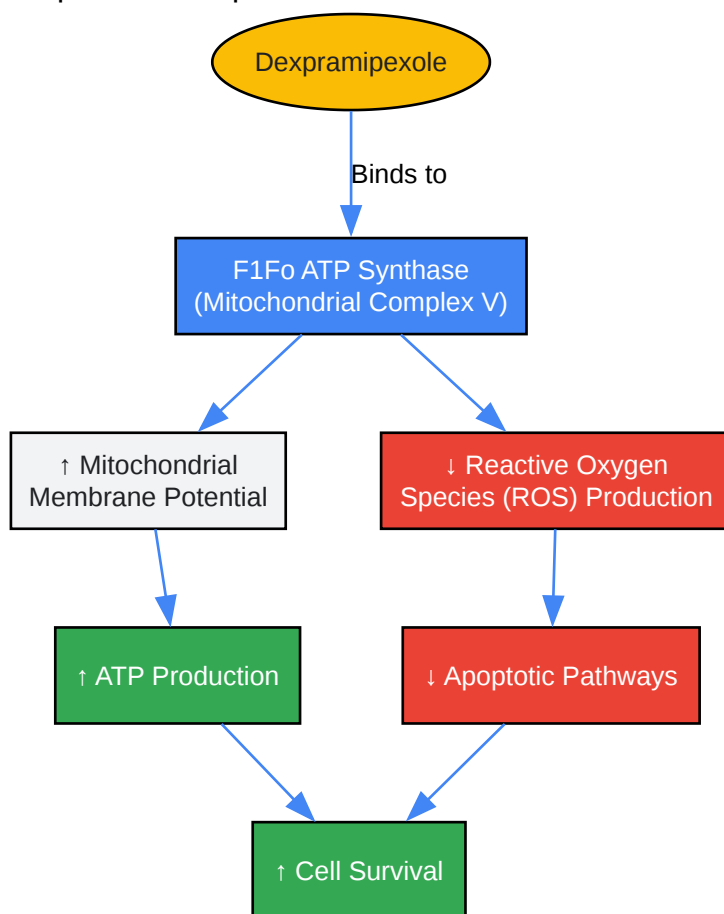 Dexpramipexole
Binds to
F1Fo ATP Synthase
(Mitochondrial Complex V)
↑ Mitochondrial
Membrane Potential
↓ Reactive Oxygen
Species (ROS) Production
↑ ATP Production
↓ Apoptotic Pathways
↑ Cell Survival